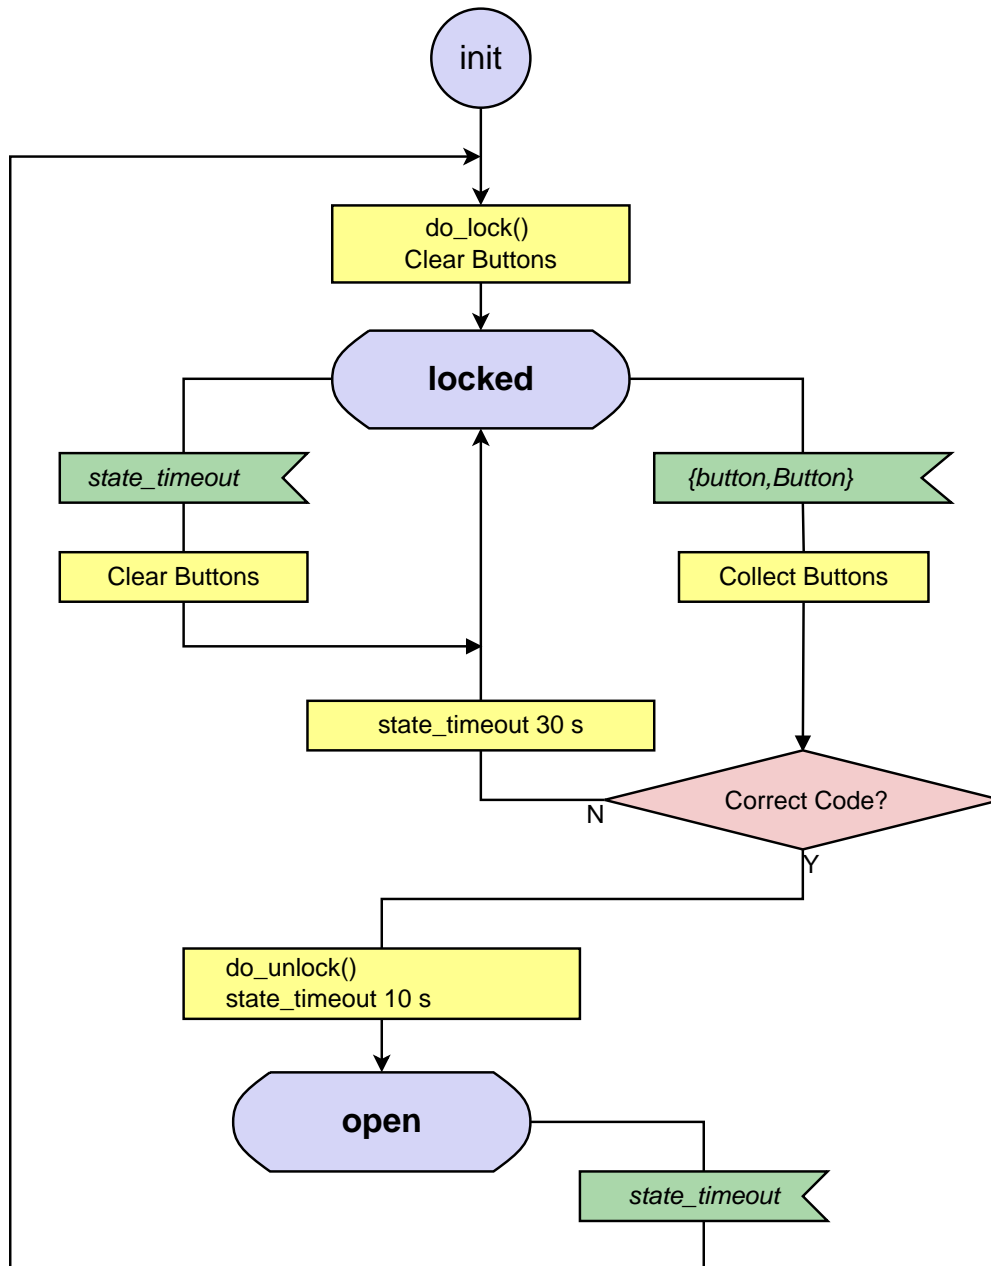 init
do_lock()
Clear Buttons
locked
state_timeout
{button,Button}
Clear Buttons
Collect Buttons
state_timeout 30 s
Correct Code?
N
Y
do_unlock()
state_timeout 10 s
open
state_timeout